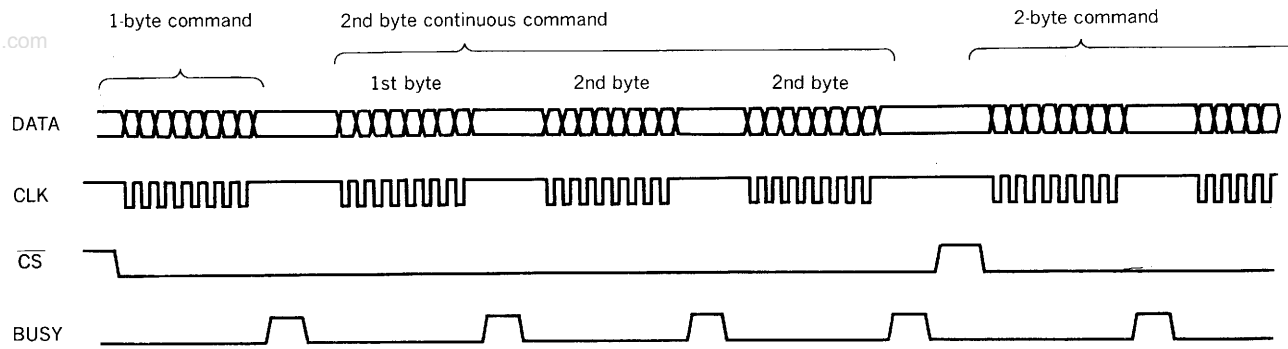 1-byte command
2nd byte continuous command
2-byte command
.com
1st byte
2nd byte
2nd byte
DATA
CLK
CS
BUSY